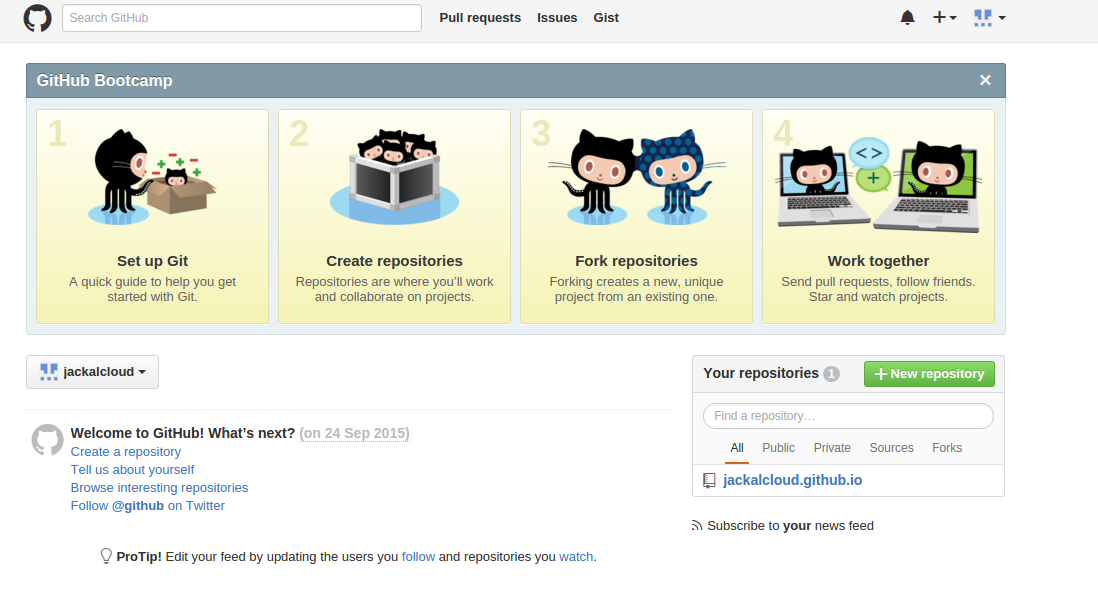 Search GitHub
Pull requests Issues Gist
GitHub Bootcamp
1
Set up Git
A quick guide to help you get
started with Git.
2
Create repositories
Repositories are where you'll work
and collaborate on projects.
3
Fork repositories
Forking creates a new, unique
project from an existing one.
4
Work together
Send pull requests, follow friends.
Star and watch projects.
jackalcloud
Welcome to GitHub! What's next? (on 24 Sep 2015)
Create a repository
Tell us about yourself
Browse interesting repositories
Follow @github on Twitter
ProTip! Edit your feed by updating the users you follow and repositories you watch.
Your repositories 1 New repository
Find a repository…
All Public Private Sources Forks
jackalcloud.github.io
Subscribe to your news feed